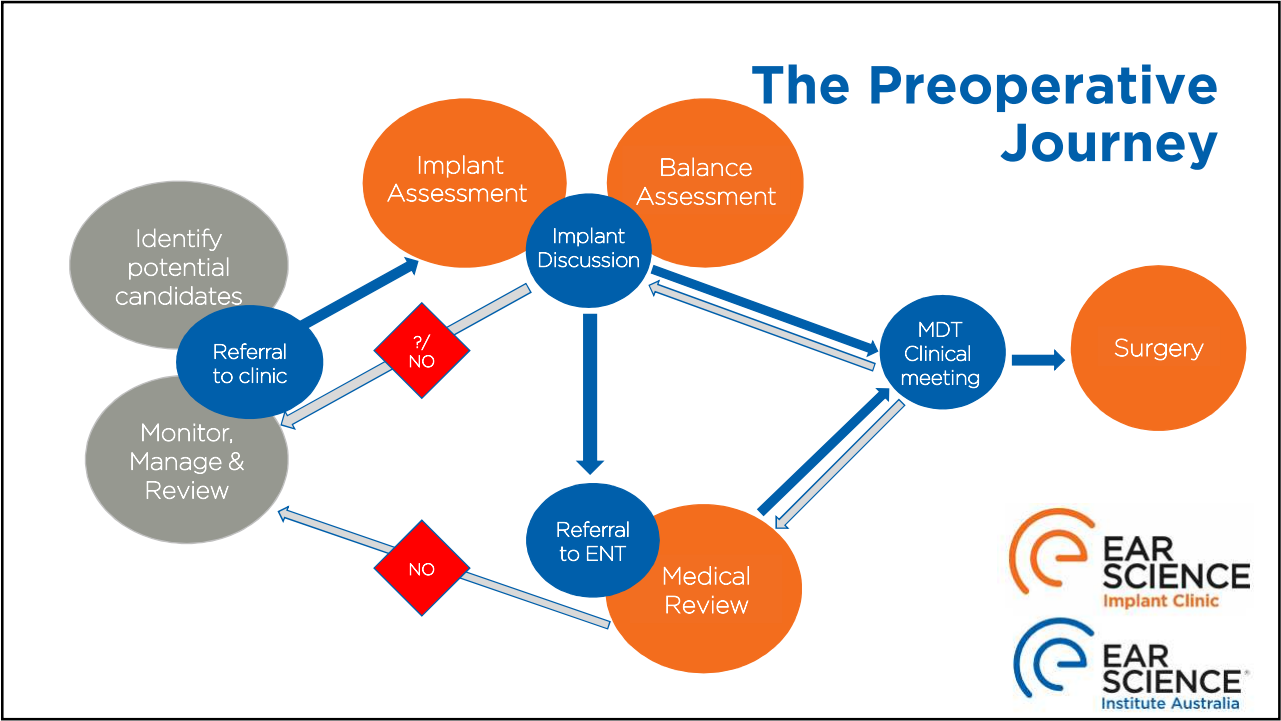 The Preoperative
Journey
Implant
Assessment
Balance
Assessment
Implant
Discussion
Identify
potential
candidates
Referral
to clinic
?/
NO
MDT
Clinical
meeting
Surgery
Monitor,
Manage &
Review
Referral
to ENT
NO
Medical
Review
EAR
SCIENCE
Implant Clinic
EAR
SCIENCE®
Institute Australia